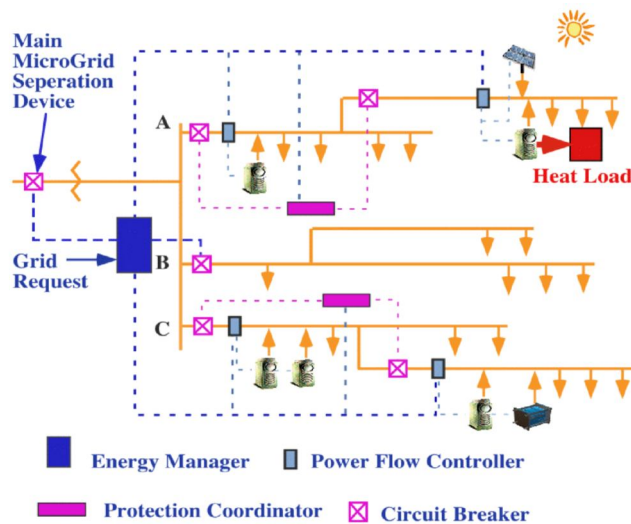 Main
MicroGrid
Seperation
Device
A
Heat Load
Grid
Request
B
C
Energy Manager
Power Flow Controller
Protection Coordinator
Circuit Breaker